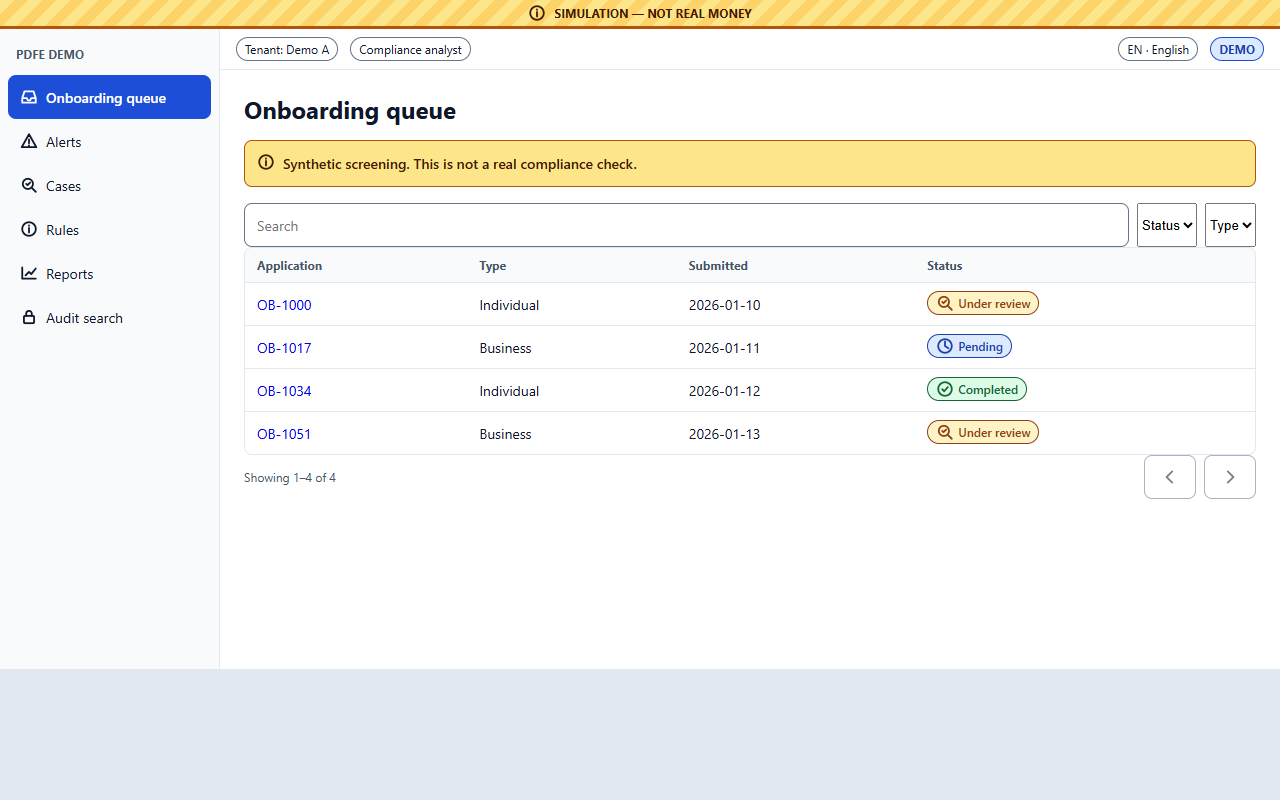 SIMULATION — NOT REAL MONEY
PDFE DEMO
Tenant: Demo A
Compliance analyst
EN · English
DEMO
Onboarding queue
Alerts
Cases
Rules
Reports
Audit search
Onboarding queue
Synthetic screening. This is not a real compliance check.
Search
Status
Type
Application Type Submitted Status
OB-1000 Individual 2026-01-10 Under review
OB-1017 Business 2026-01-11 Pending
OB-1034 Individual 2026-01-12 Completed
OB-1051 Business 2026-01-13 Under review
Showing 1–4 of 4